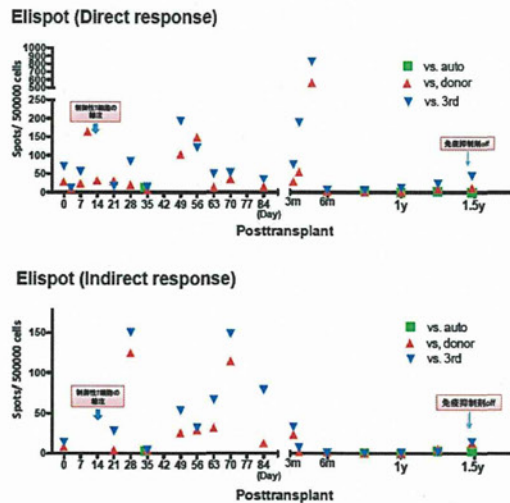 Elispot (Direct response)
Spots/ 500000 cells
1000
900
800
700
600
500
250
200
150
100
50
0
制御性T細胞の
輸注
vs. auto
vs, donor
vs. 3rd
免疫抑制剤off
0 7 14 21 28 35 49 56 63 70 77 84 3m 6m 1y 1.5y
(Day)
Posttransplant
Elispot (Indirect response)
Spots/ 500000 cells
150
100
50
0
制御性T細胞の
輸注
vs. auto
vs, donor
vs. 3rd
免疫抑制剤off
0 7 14 21 28 35 49 56 63 70 77 84 3m 6m 1y 1.5y
(Day)
Posttransplant